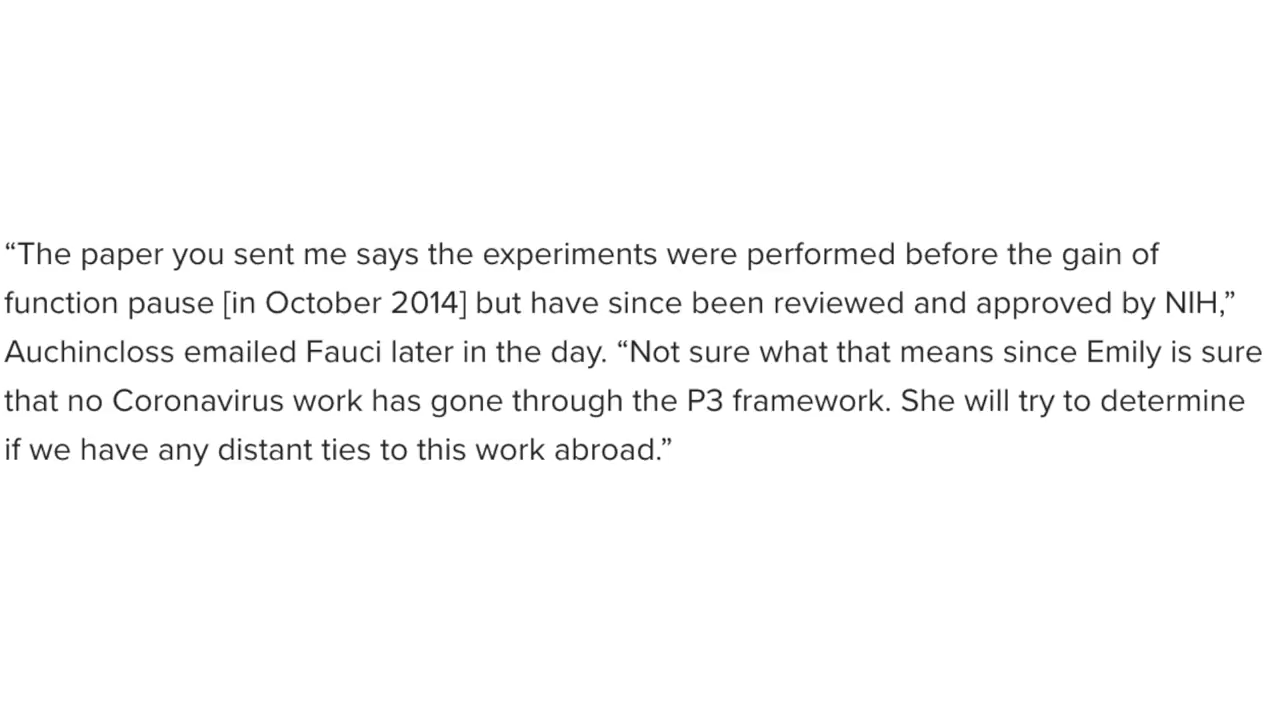 “The paper you sent me says the experiments were performed before the gain of
function pause [in October 2014] but have since been reviewed and approved by NIH,”
Auchincloss emailed Fauci later in the day. “Not sure what that means since Emily is sure
that no Coronavirus work has gone through the P3 framework. She will try to determine
if we have any distant ties to this work abroad.”